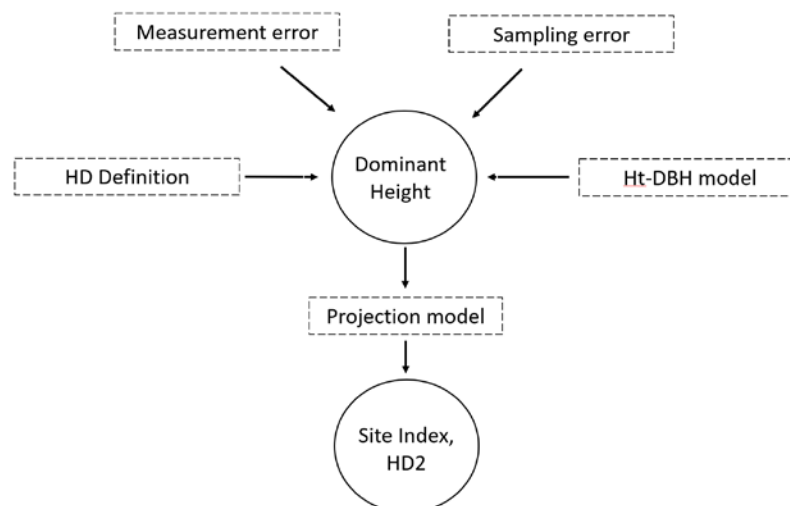 Measurement error
Sampling error
HD Definition
Dominant
Height
Ht-DBH model
Projection model
Site Index,
HD2